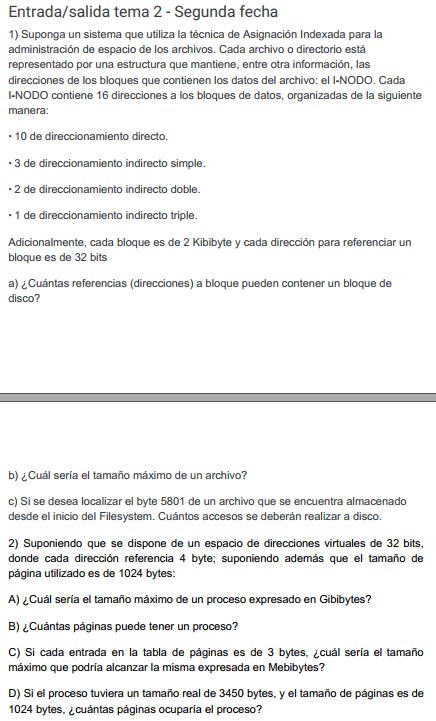 Entrada/salida tema 2 - Segunda fecha
1) Suponga un sistema que utiliza la técnica de Asignación Indexada para la
administración de espacio de los archivos. Cada archivo o directorio está
representado por una estructura que mantiene, entre otra información, las
direcciones de los bloques que contienen los datos del archivo: el I-NODO. Cada
I-NODO contiene 16 direcciones a los bloques de datos, organizadas de la siguiente
manera:
• 10 de direccionamiento directo.
• 3 de direccionamiento indirecto simple.
• 2 de direccionamiento indirecto doble.
• 1 de direccionamiento indirecto triple.
Adicionalmente, cada bloque es de 2 Kibibyte y cada dirección para referenciar un
bloque es de 32 bits
a) ¿Cuántas referencias (direcciones) a bloque pueden contener un bloque de
disco?
b) ¿Cuál sería el tamaño máximo de un archivo?
c) Si se desea localizar el byte 5801 de un archivo que se encuentra almacenado
desde el inicio del Filesystem. Cuántos accesos se deberán realizar a disco.
2) Suponiendo que se dispone de un espacio de direcciones virtuales de 32 bits,
donde cada dirección referencia 4 byte; suponiendo además que el tamaño de
página utilizado es de 1024 bytes:
A) ¿Cuál sería el tamaño máximo de un proceso expresado en Gibibytes?
B) ¿Cuántas páginas puede tener un proceso?
C) Si cada entrada en la tabla de páginas es de 3 bytes, ¿cuál sería el tamaño
máximo que podría alcanzar la misma expresada en Mebibytes?
D) Si el proceso tuviera un tamaño real de 3450 bytes, y el tamaño de páginas es de
1024 bytes, ¿cuántas páginas ocuparía el proceso?